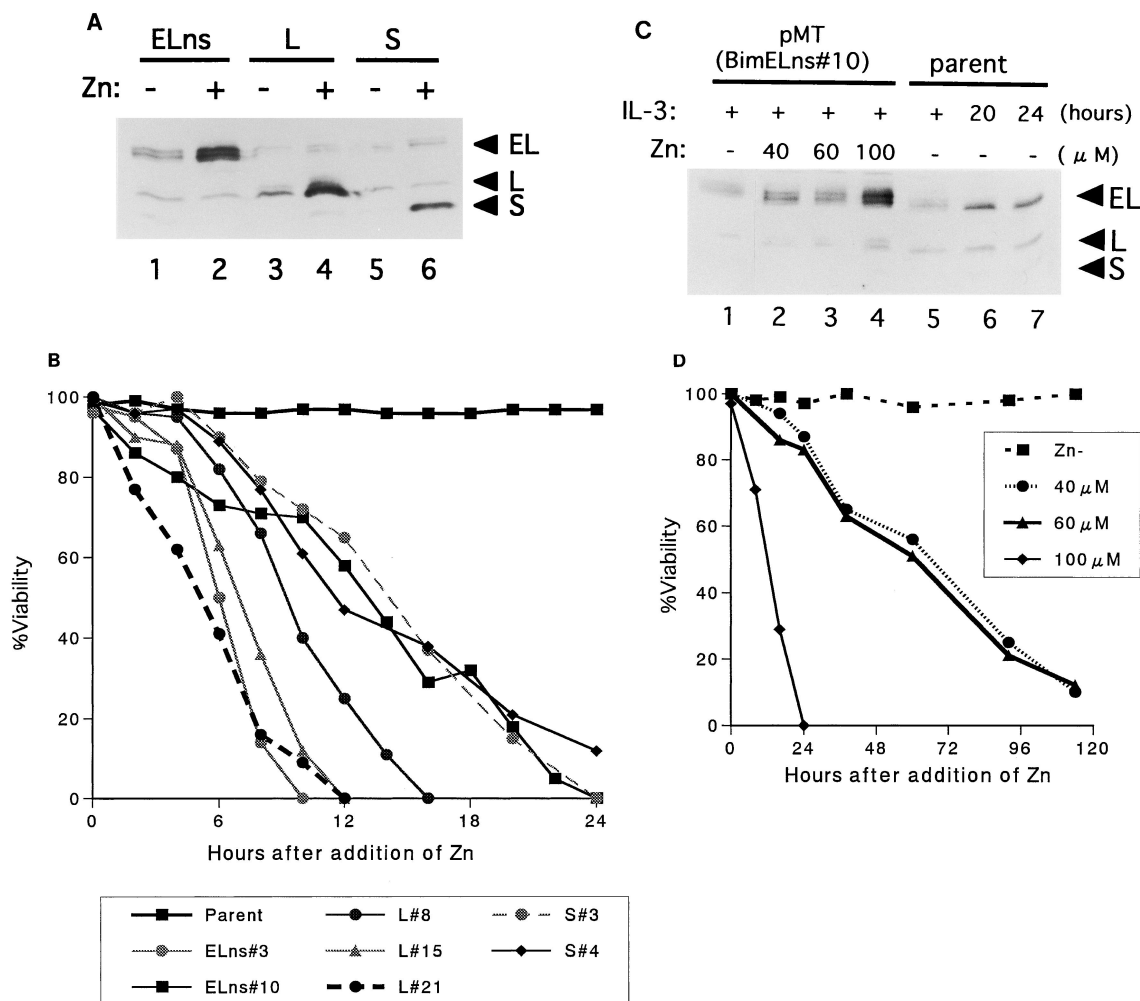 A
ELns L S
Zn: - + - + - +
EL
L
S
1 2 3 4 5 6
C
pMT
(BimELns#10) parent
IL-3: + + + + + 20 24 (hours)
Zn: - 40 60 100 - - - (μM)
EL
L
S
1 2 3 4 5 6 7
B
%Viability
100
80
60
40
20
0
0 6 12 18 24
Hours after addition of Zn
Parent L#8 S#3
ELns#3 L#15 S#4
ELns#10 L#21
D
%Viability
100
80
60
40
20
0
0 24 48 72 96 120
Hours after addition of Zn
Zn-
40 μM
60 μM
100 μM